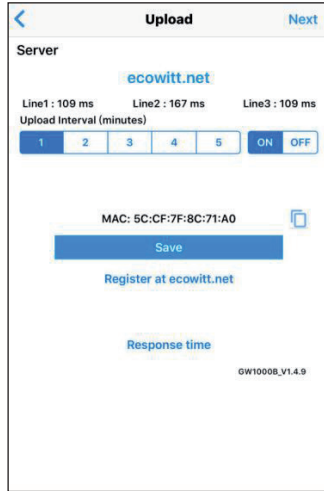 Upload Next
Server
ecowitt.net
Line1 : 109 ms Line2 : 167 ms Line3 : 109 ms
Upload Interval (minutes)
1 2 3 4 5 ON OFF
MAC: 5C:CF:7F:8C:71:A0
Save
Register at ecowitt.net
Response time
GW1000B_V1.4.9